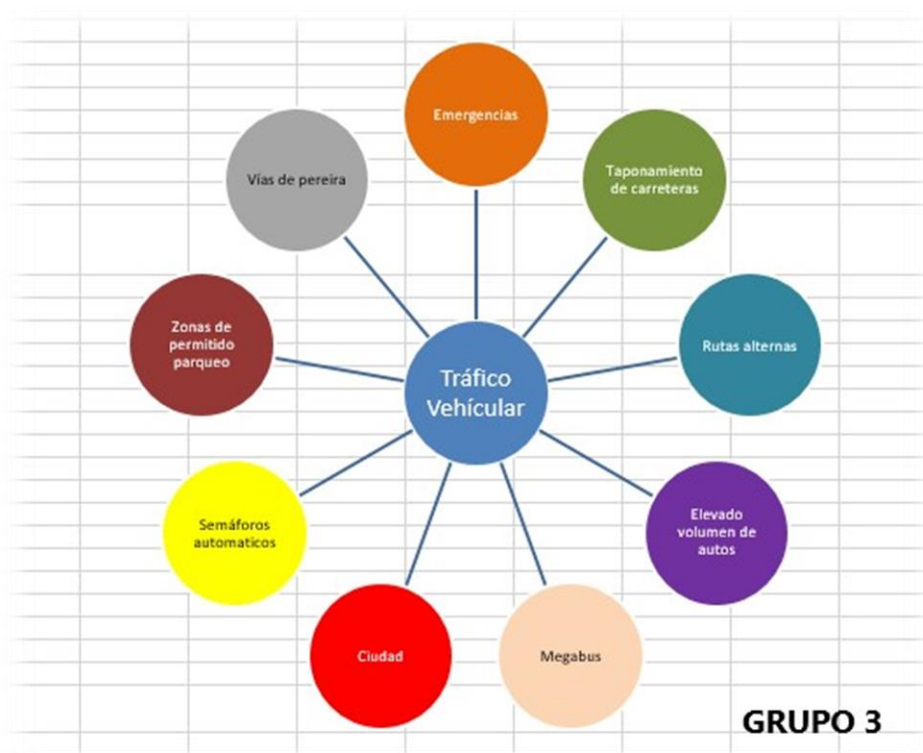 Emergencias
Taponamiento
de carreteras
Rutas alternas
Elevado
volumen de
autos
Megabus
Ciudad
Semáforos
automaticos
Zonas de
permitido
parqueo
Vías de pereira
Tráfico
Vehícular
GRUPO 3